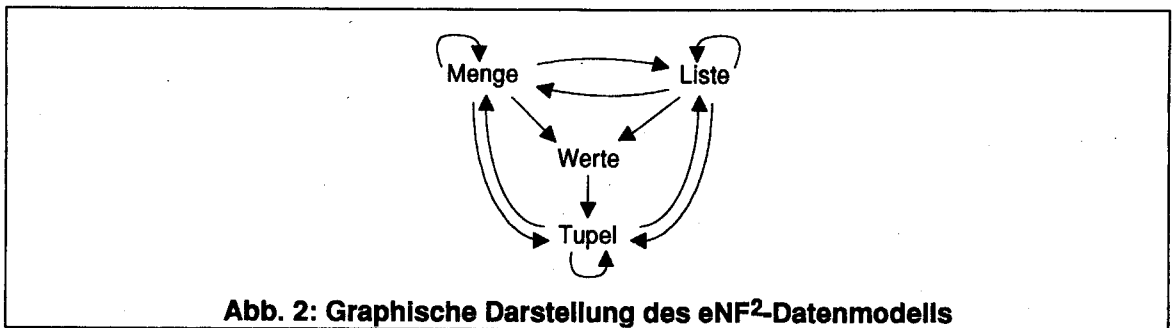 Menge
Liste
Werte
Tupel
Abb. 2: Graphische Darstellung des eNF²-Datenmodells